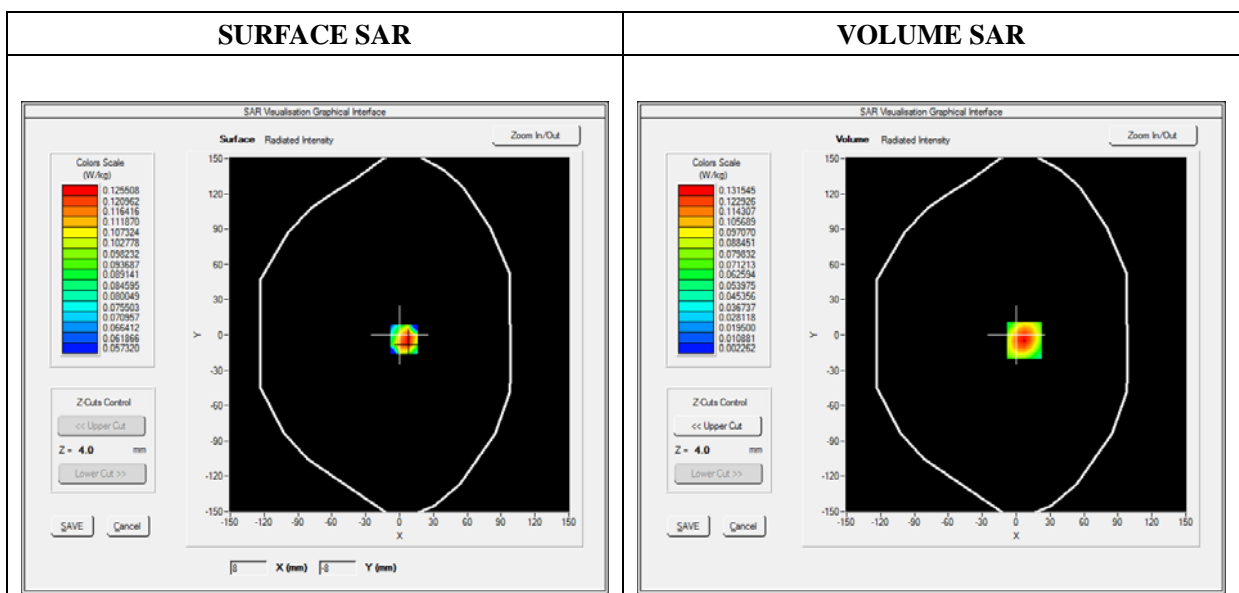 SURFACE SAR
VOLUME SAR
SAR Visualisation Graphical Interface
Surface Radiated Intensity
Zoom In/Out
Colors Scale
(W/kg)
0.125508
0.120962
0.116416
0.111870
0.107324
0.102778
0.098232
0.093687
0.089141
0.084595
0.080049
0.075503
0.070957
0.066412
0.061866
0.057320
Z-Cuts Control
<< Upper Cut
Z = 4.0 mm
Lower Cut >>
SAVE Cancel
150
120
90
60
30
0
-30
-60
-90
-120
-150
Y
-150 -120 -90 -60 -30 0 30 60 90 120 150
X
8 X (mm) -8 Y (mm)
SAR Visualisation Graphical Interface
Volume Radiated Intensity
Zoom In/Out
Colors Scale
(W/kg)
0.131545
0.122926
0.114307
0.105689
0.097070
0.088451
0.079832
0.071213
0.062594
0.053975
0.045356
0.036737
0.028118
0.019500
0.010881
0.002262
Z-Cuts Control
<< Upper Cut
Z = 4.0 mm
Lower Cut >>
SAVE Cancel
150
120
90
60
30
0
-30
-60
-90
-120
-150
Y
-150 -120 -90 -60 -30 0 30 60 90 120 150
X